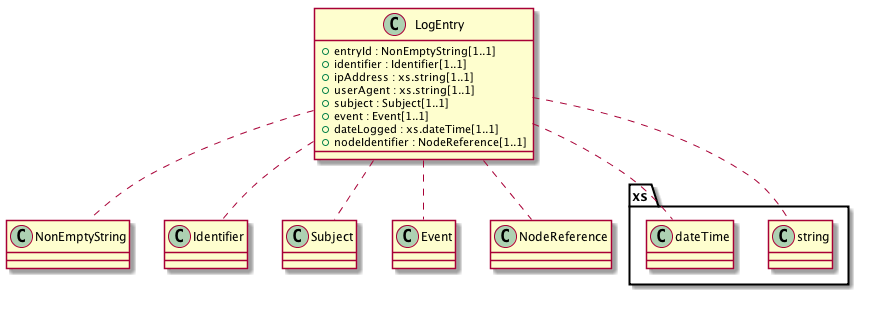 C LogEntry
entryId : NonEmptyString[1..1]
identifier : Identifier[1..1]
ipAddress : xs.string[1..1]
userAgent : xs.string[1..1]
subject : Subject[1..1]
event : Event[1..1]
dateLogged : xs.dateTime[1..1]
nodeIdentifier : NodeReference[1..1]
xs
C NonEmptyString
C Identifier
C Subject
C Event
C NodeReference
C dateTime
C string